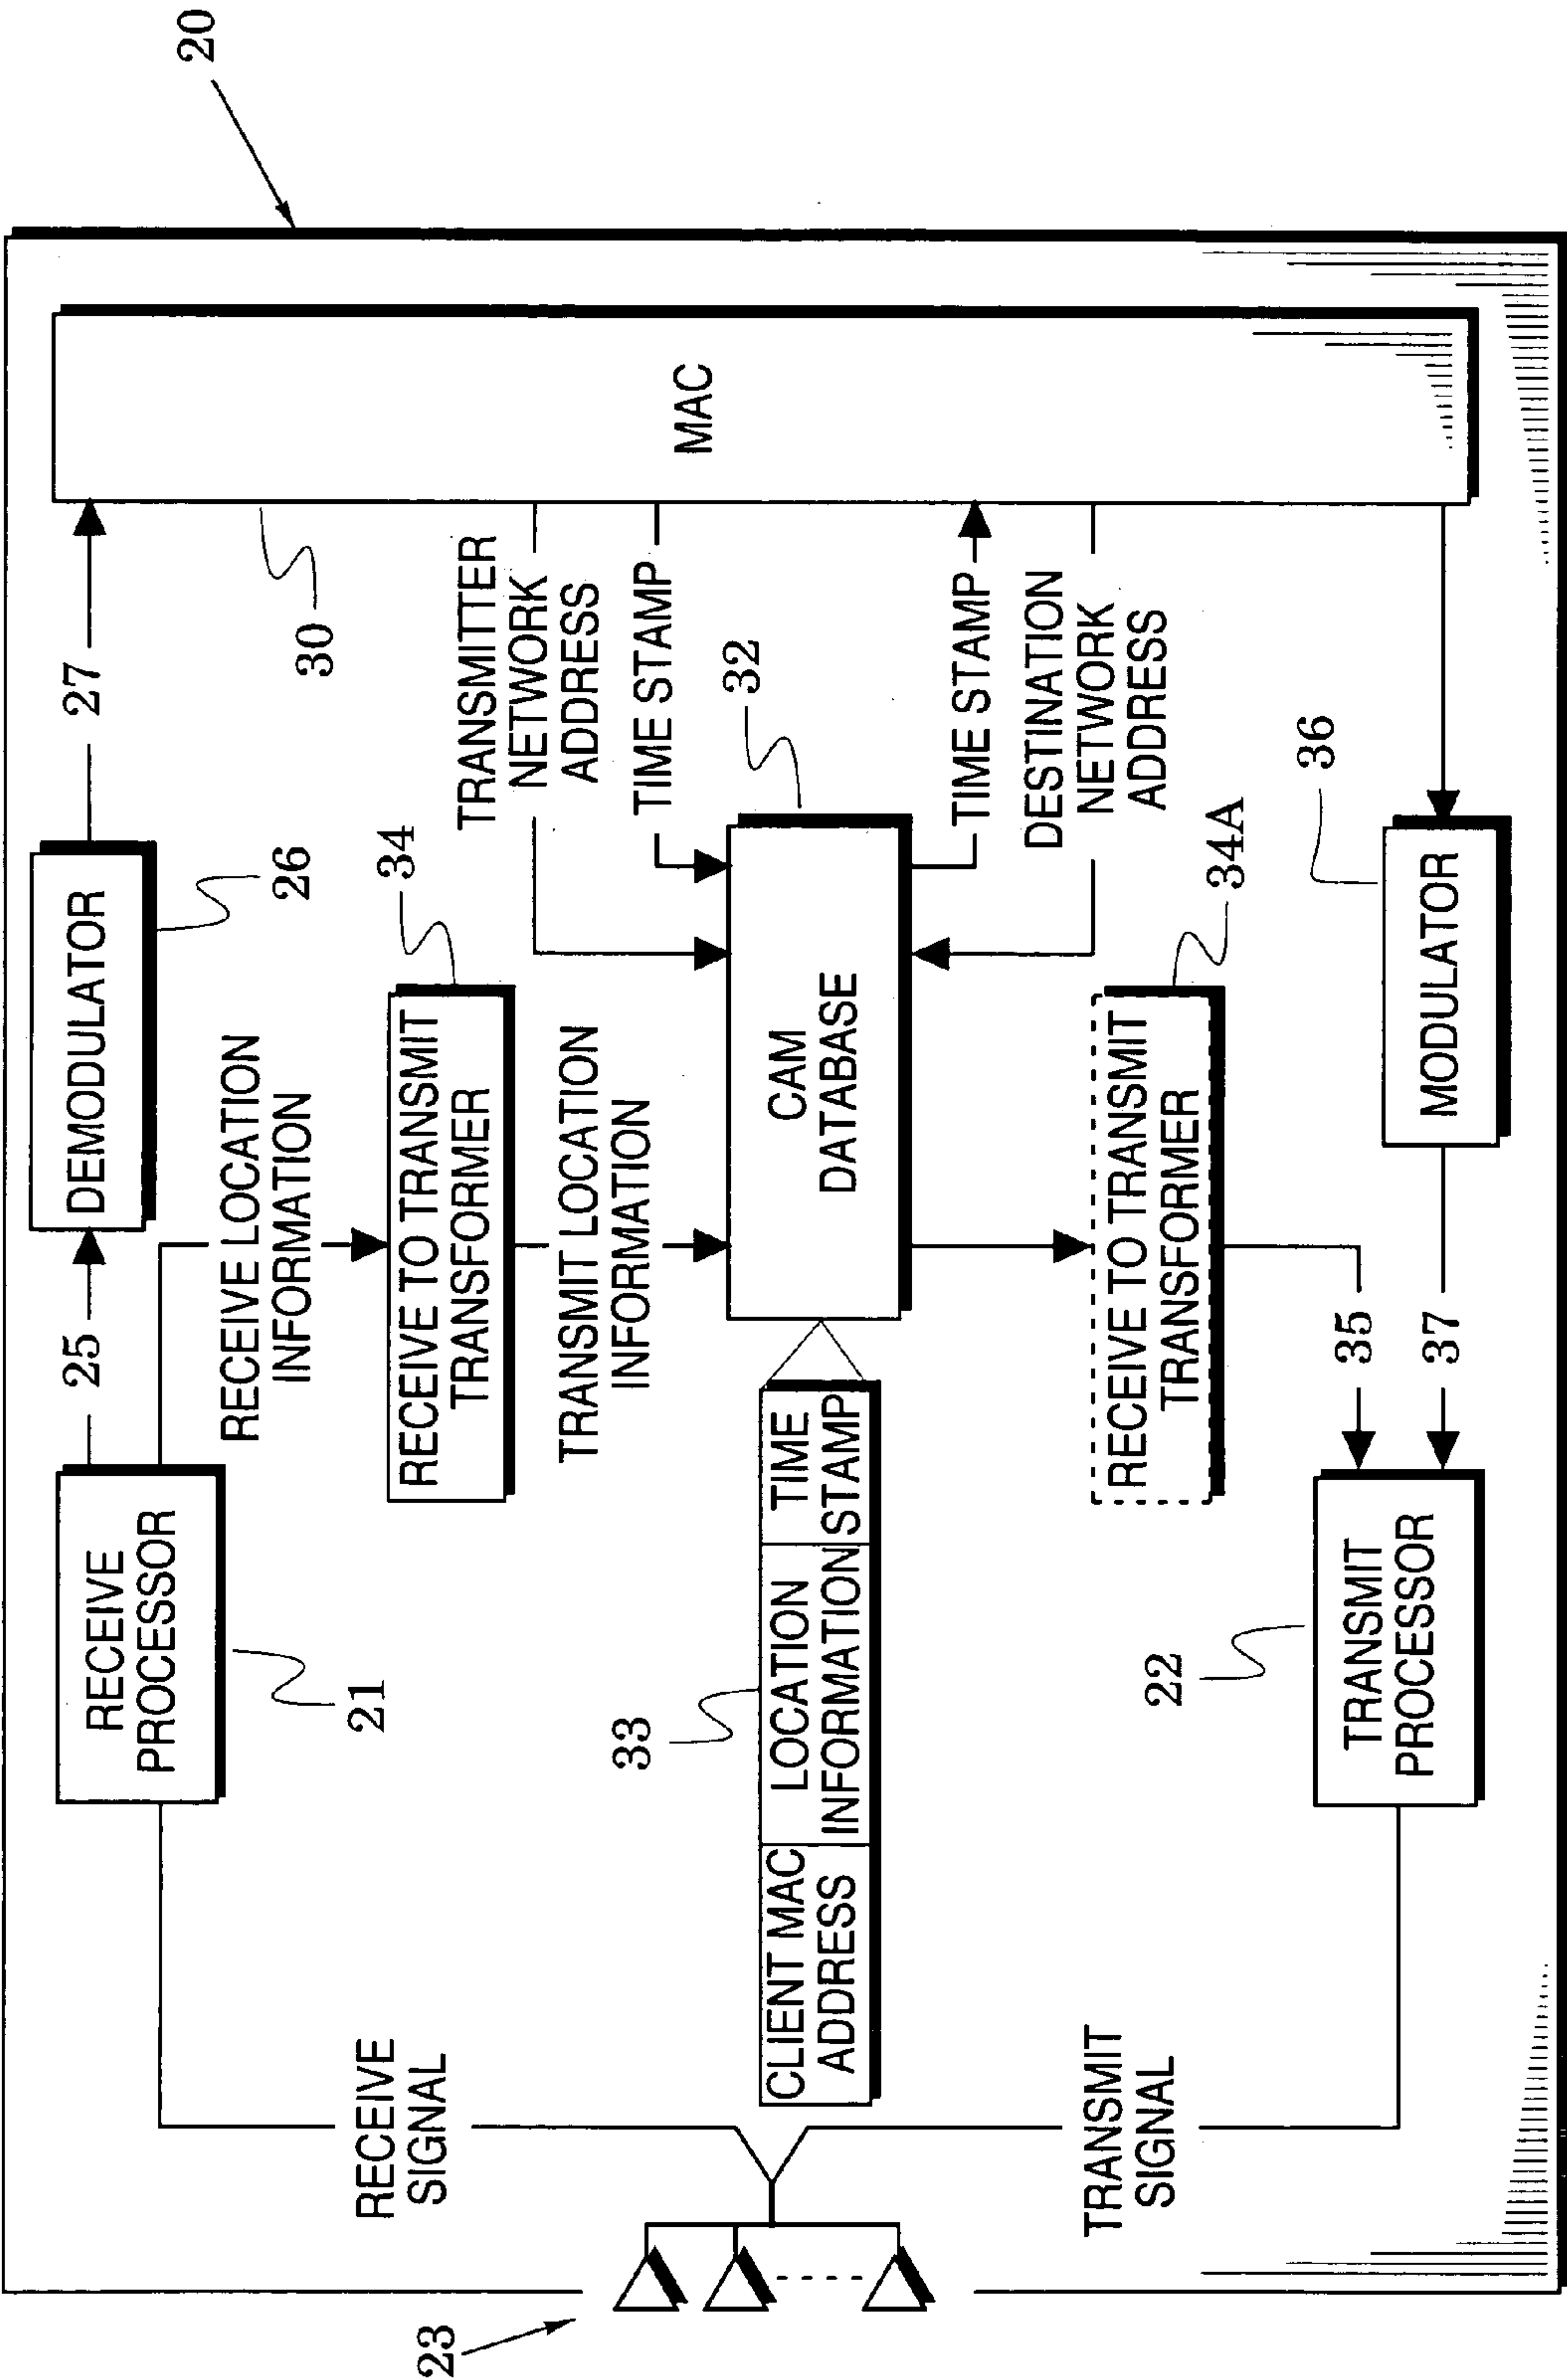 20
RECEIVE
PROCESSOR
21
25
DEMODULATOR
26
27
MAC
30
RECEIVE
SIGNAL
RECEIVE LOCATION
INFORMATION
34
RECEIVE TO TRANSMIT
TRANSFORMER
TRANSMIT LOCATION
INFORMATION
TRANSMITTER
NETWORK
ADDRESS
TIME STAMP
23
33
CLIENT MAC
ADDRESS
LOCATION
INFORMATION
TIME
STAMP
CAM
DATABASE
32
TIME STAMP
DESTINATION
NETWORK
ADDRESS
TRANSMIT
SIGNAL
RECEIVE TO TRANSMIT
TRANSFORMER
34A
22
TRANSMIT
PROCESSOR
35
37
MODULATOR
36